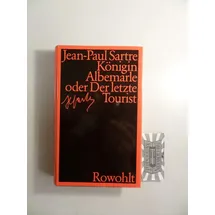 Jean-Paul Sartre
Königin
Albemarle
oder Der letzte
Tourist
Rowohlt